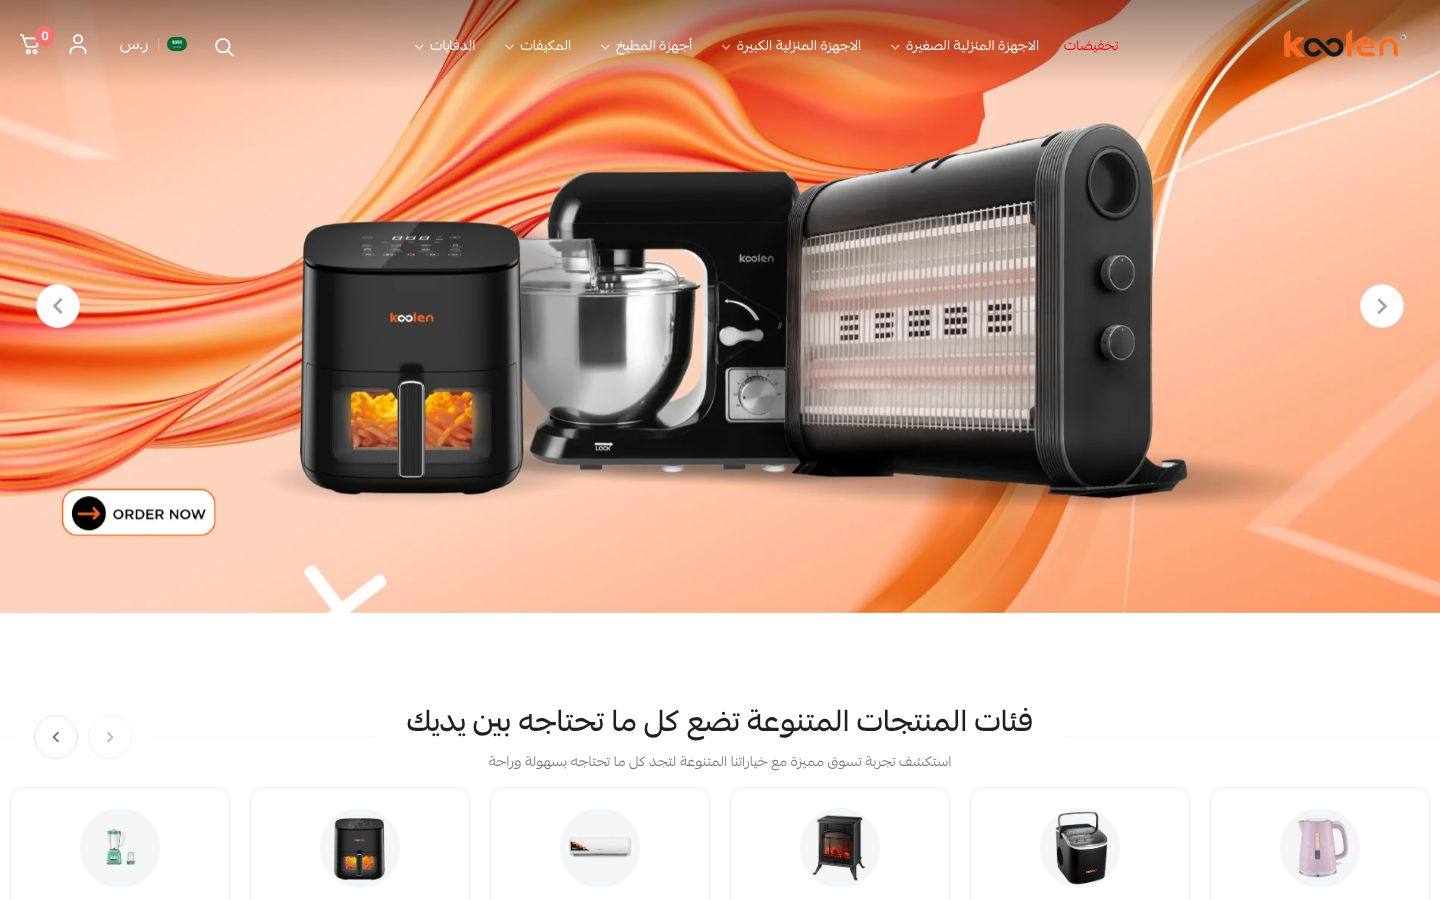 koolen
تخفيضات
الاجهزة المنزلية الصغيرة
الاجهزة المنزلية الكبيرة
أجهزة المطبخ
المكيفات
الدفايات
ر.س
0
koolen
koolen
LOCK
ORDER NOW
فئات المنتجات المتنوعة تضع كل ما تحتاجه بين يديك
استكشف تجربة تسوق مميزة مع خياراتنا المتنوعة لتجد كل ما تحتاجه بسهولة وراحة